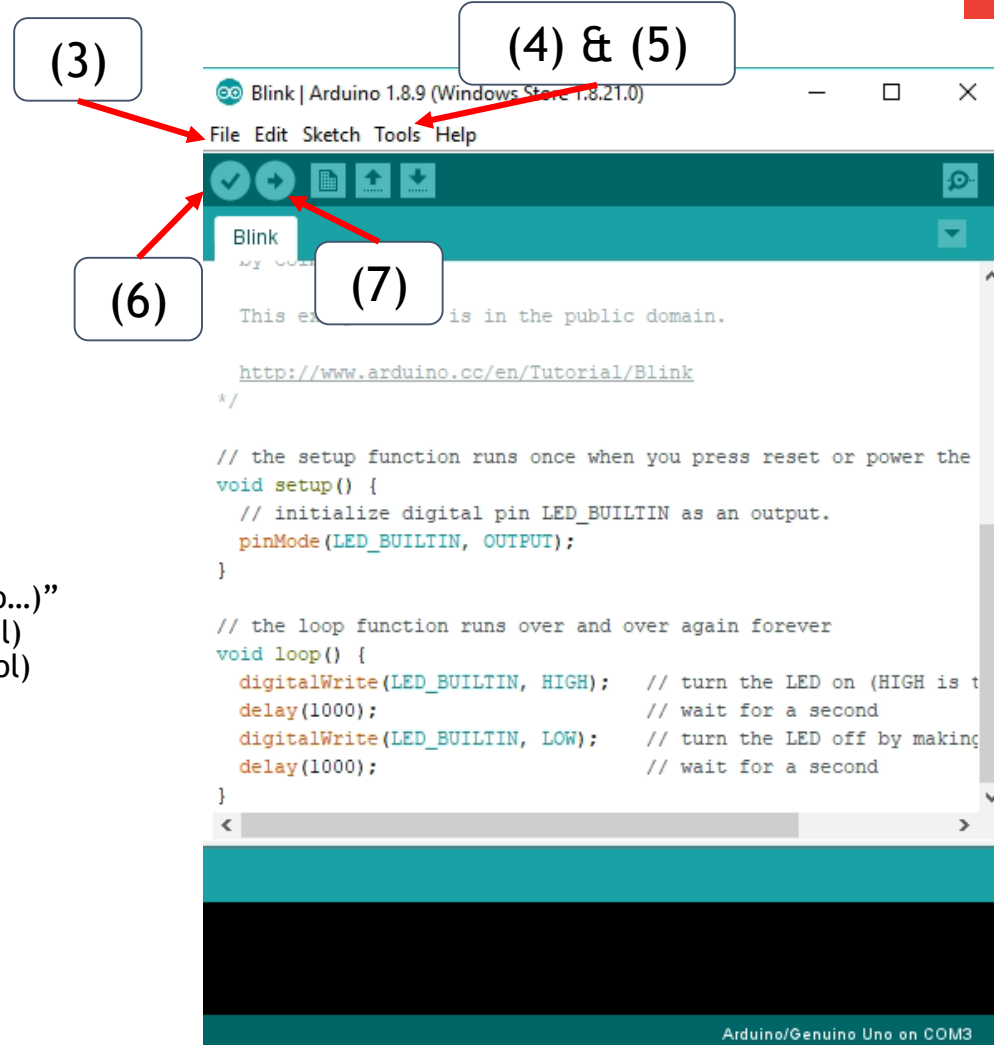 (3)
(4) & (5)
Blink | Arduino 1.8.9 (Windows Store 1.8.21.0)
File Edit Sketch Tools Help
Blink
(6)
(7)
by
This is in the public domain.
http://www.arduino.cc/en/Tutorial/Blink
*/
// the setup function runs once when you press reset or power the
void setup() {
// initialize digital pin LED_BUILTIN as an output.
pinMode(LED_BUILTIN, OUTPUT);
}
...)”
// the loop function runs over and over again forever
void loop() {
digitalWrite(LED_BUILTIN, HIGH); // turn the LED on (HIGH is
delay(1000); // wait for a second
digitalWrite(LED_BUILTIN, LOW); // turn the LED off by making
delay(1000); // wait for a second
}
Arduino/Genuino Uno on COM3